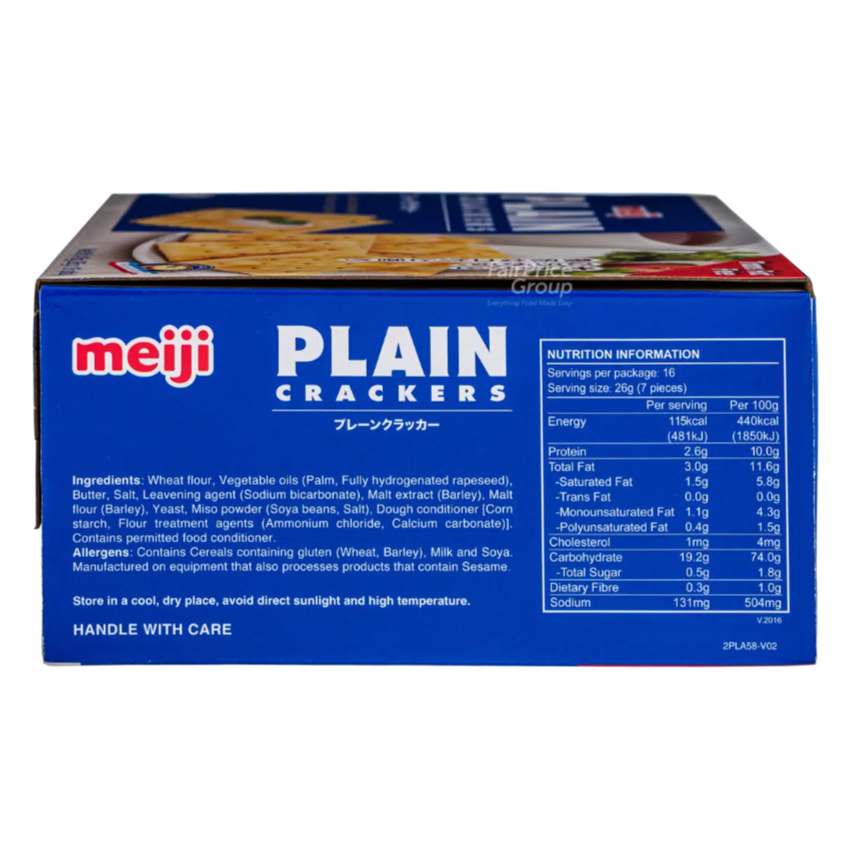 FairPrice
Group
Everything Food Made Easy
meiji
PLAIN
CRACKERS
プレーンクラッカー
Ingredients: Wheat flour, Vegetable oils (Palm, Fully hydrogenated rapeseed),
Butter, Salt, Leavening agent (Sodium bicarbonate), Malt extract (Barley), Malt
flour (Barley), Yeast, Miso powder (Soya beans, Salt), Dough conditioner [Corn
starch, Flour treatment agents (Ammonium chloride, Calcium carbonate)].
Contains permitted food conditioner.
Allergens: Contains Cereals containing gluten (Wheat, Barley), Milk and Soya.
Manufactured on equipment that also processes products that contain Sesame.
Store in a cool, dry place, avoid direct sunlight and high temperature.
HANDLE WITH CARE
NUTRITION INFORMATION
Servings per package: 16
Serving size: 26g (7 pieces)
Per serving Per 100g
Energy 115kcal 440kcal
(481kJ) (1850kJ)
Protein 2.6g 10.0g
Total Fat 3.0g 11.6g
-Saturated Fat 1.5g 5.8g
-Trans Fat 0.0g 0.0g
-Monounsaturated Fat 1.1g 4.3g
-Polyunsaturated Fat 0.4g 1.5g
Cholesterol 1mg 4mg
Carbohydrate 19.2g 74.0g
-Total Sugar 0.5g 1.8g
Dietary Fibre 0.3g 1.0g
Sodium 131mg 504mg
V.2016
2PLA58-V02
meiji
PLAIN
CRACKERS